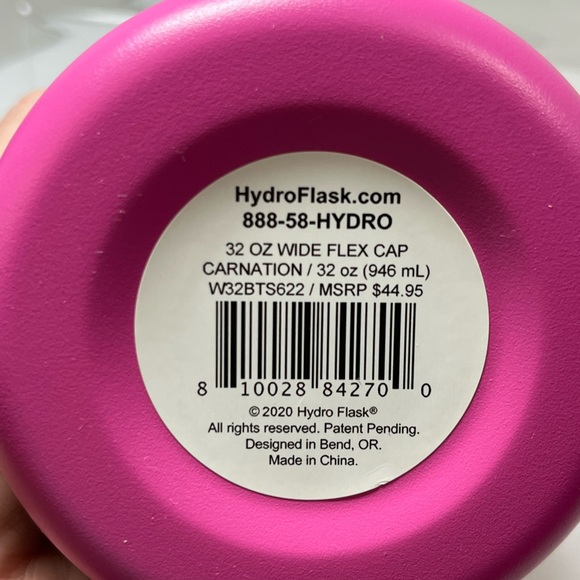 HydroFlask.com
888-58-HYDRO
32 OZ WIDE FLEX CAP
CARNATION / 32 oz (946 mL)
W32BTS622 / MSRP $44.95
8 10028 84270 0
© 2020 Hydro Flask®
All rights reserved. Patent Pending.
Designed in Bend, OR.
Made in China.